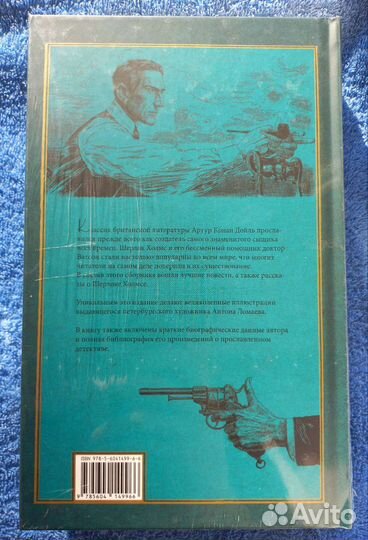 Классик британской литературы Артур Конан Дойль просла-
вился прежде всего как создатель самого знаменитого сыщика
всех времен. Шерлок Холмс и его бессменный помощник доктор
Ватсон стали настолько популярны во всем мире, что многие
читатели на самом деле поверили в их существование.
В состав этого сборника вошли лучшие повести, а также расска-
зы о Шерлоке Холмсе.
Уникальным это издание делают великолепные иллюстрации
выдающегося петербургского художника Антона Ломаева.
В книгу также включены краткие биографические данные автора
и полная библиография его произведений о прославленном
детективе.
ISBN 978-5-6041499-6-6
9 785604 149966
Avito